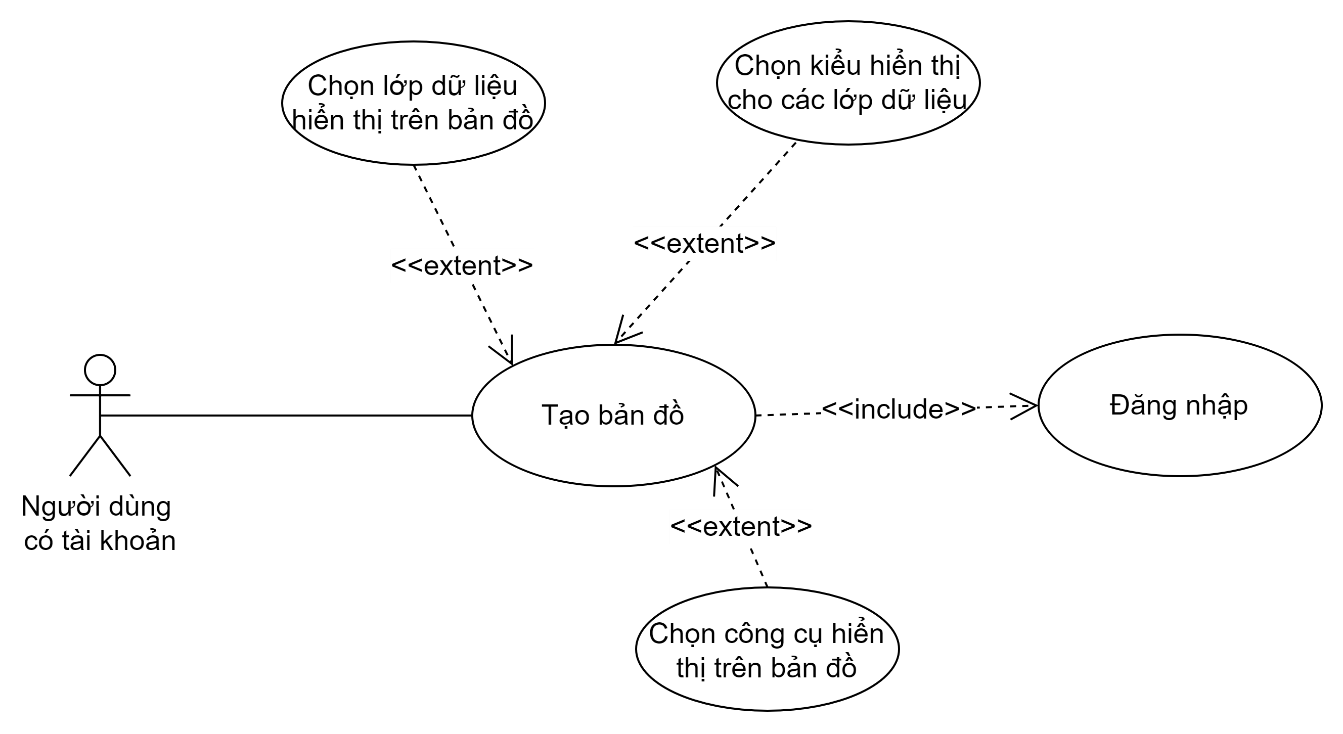 Chọn lớp dữ liệu
hiển thị trên bản đồ
Chọn kiểu hiển thị
cho các lớp dữ liệu
<<extent>>
<<extent>>
Tạo bản đồ
<<include>>
Đăng nhập
Người dùng
có tài khoản
<<extent>>
Chọn công cụ hiển
thị trên bản đồ